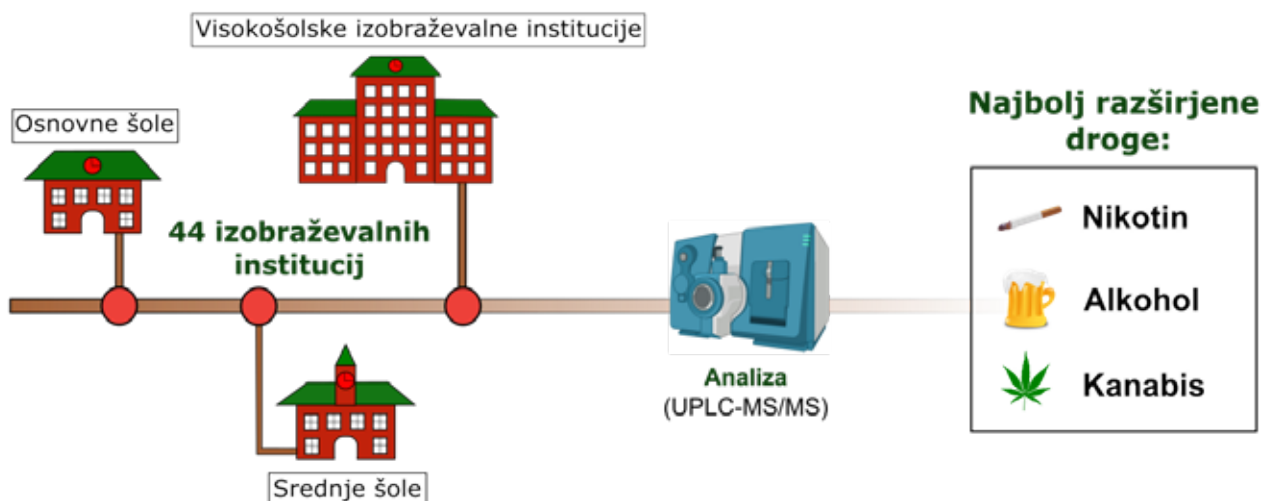 Visokošolske izobraževalne institucije
Osnovne šole
44 izobraževalnih
institucij
Srednje šole
Analiza
(UPLC-MS/MS)
Najbolj razširjene
droge:
Nikotin
Alkohol
Kanabis